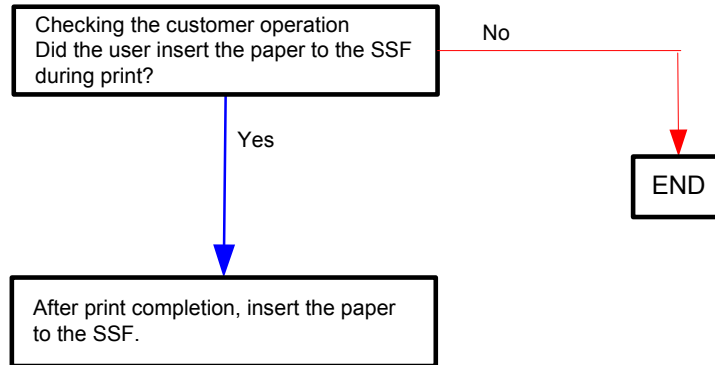 Checking the customer operation
Did the user insert the paper to the SSF
during print?
No
Yes
END
After print completion, insert the paper
to the SSF.